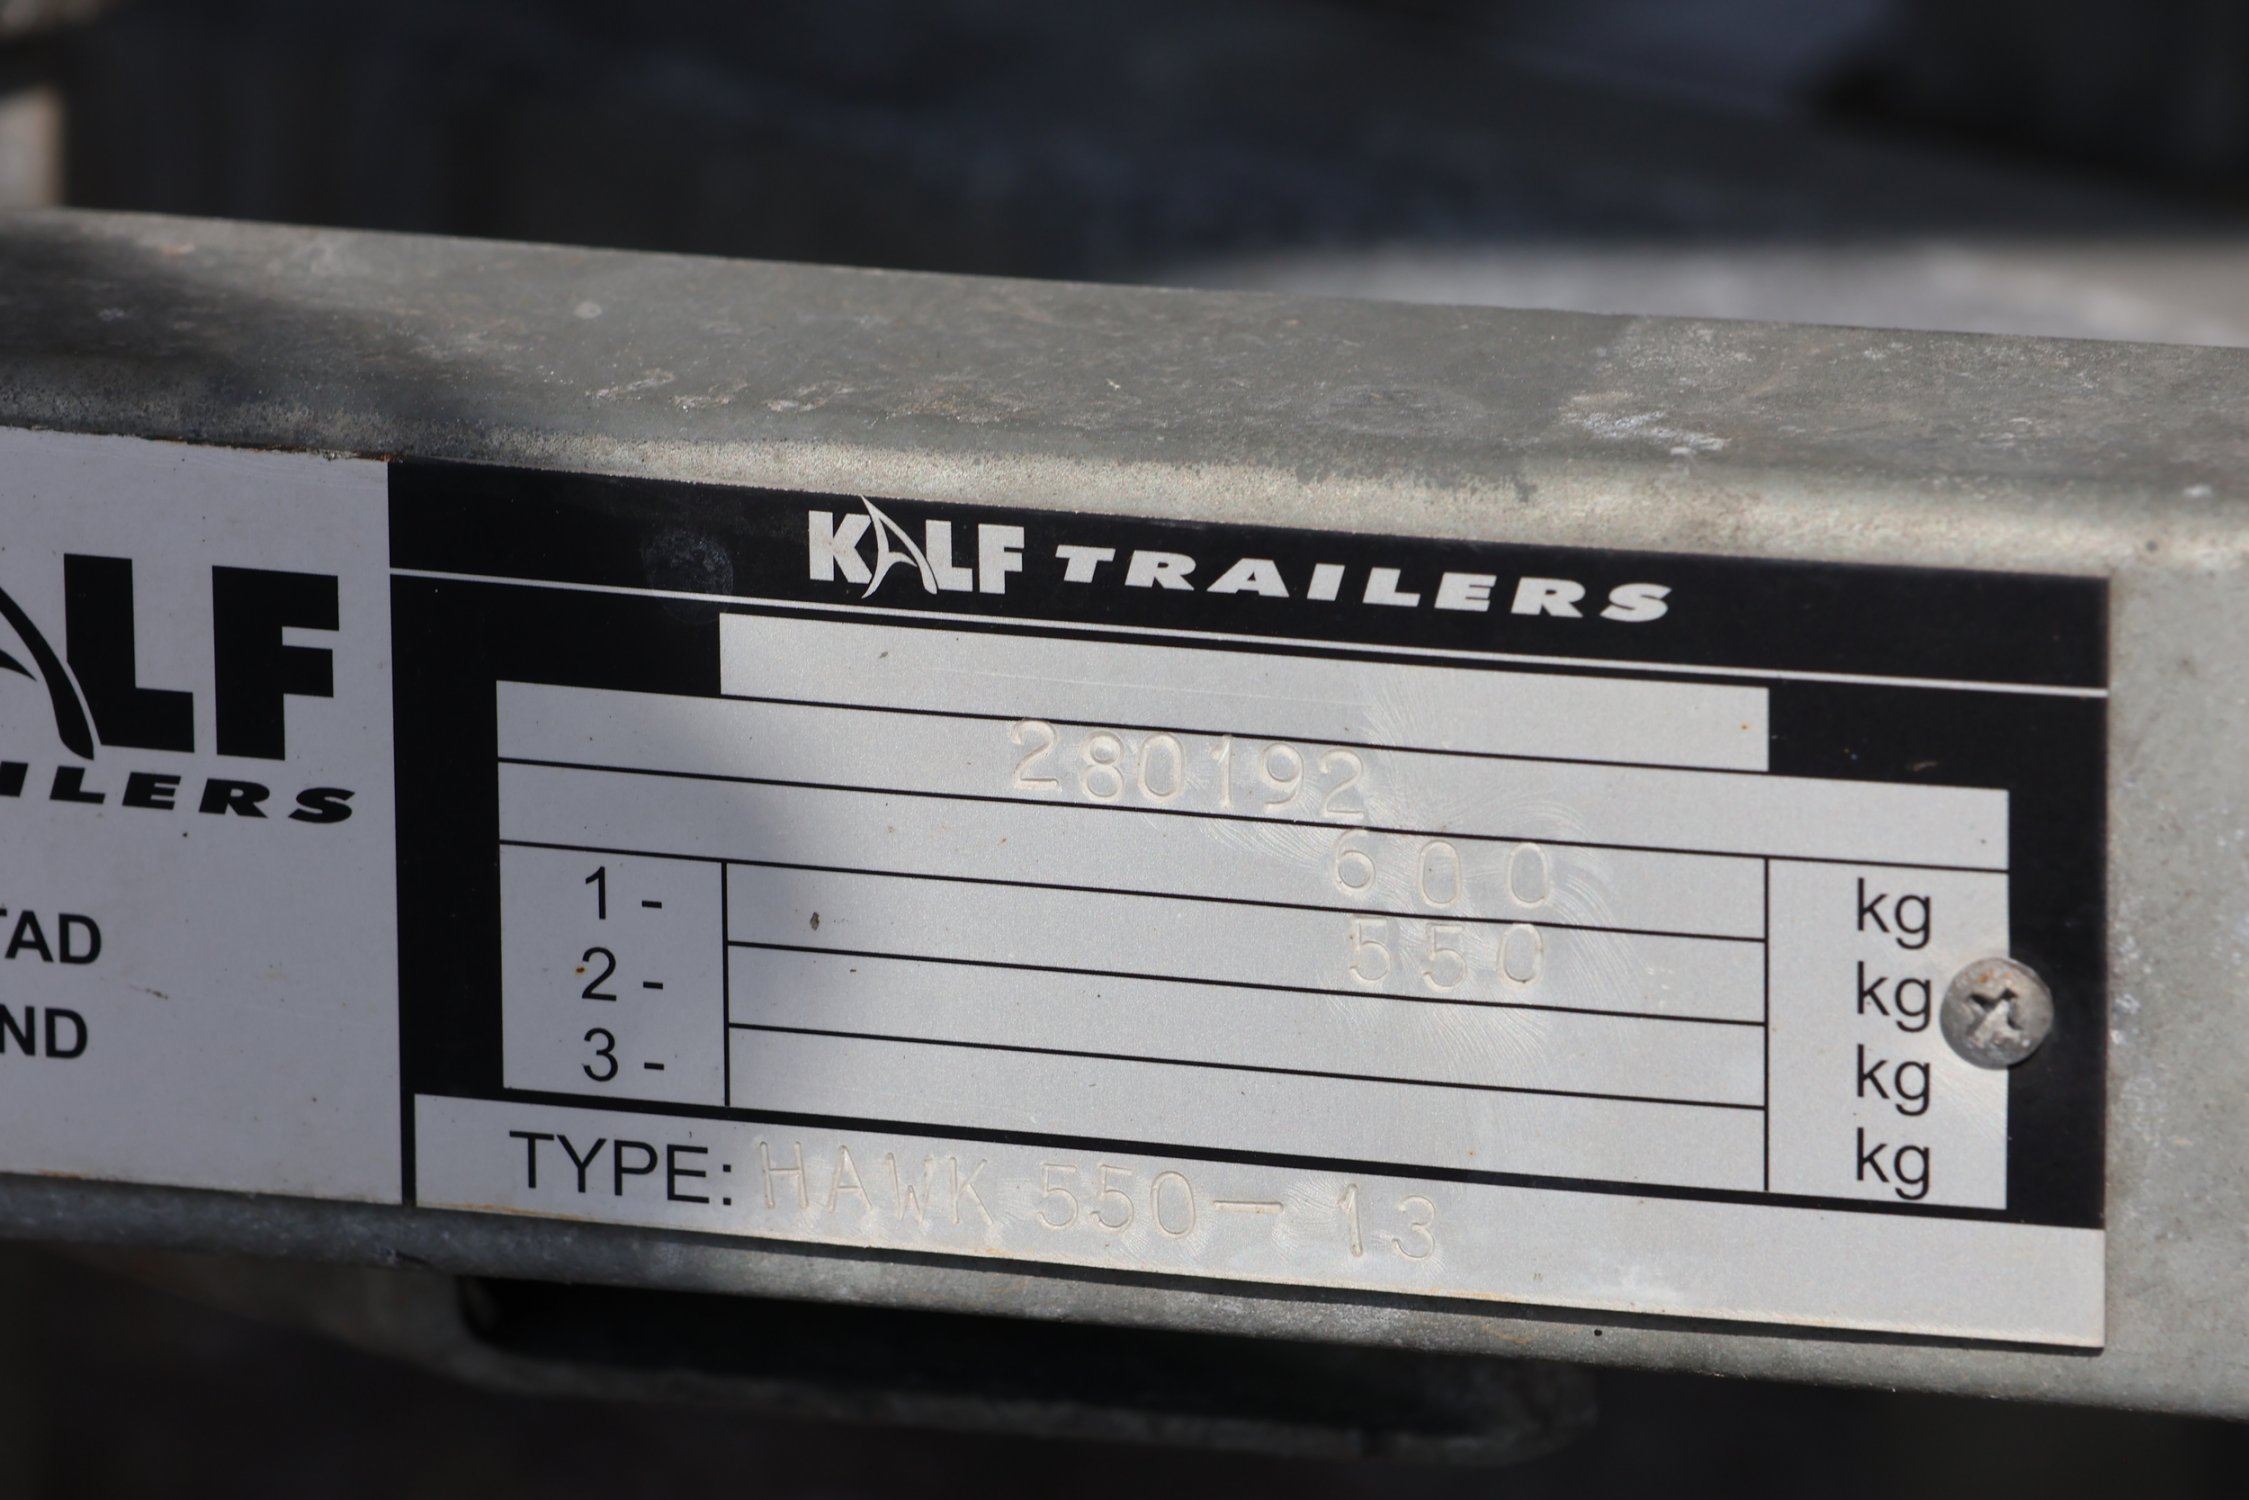 KALF TRAILERS
280192
600 kg
1 - 550 kg
2 - kg
3 - kg
TYPE: HAWK 550-13
ALF
ILERS
TAD
ND